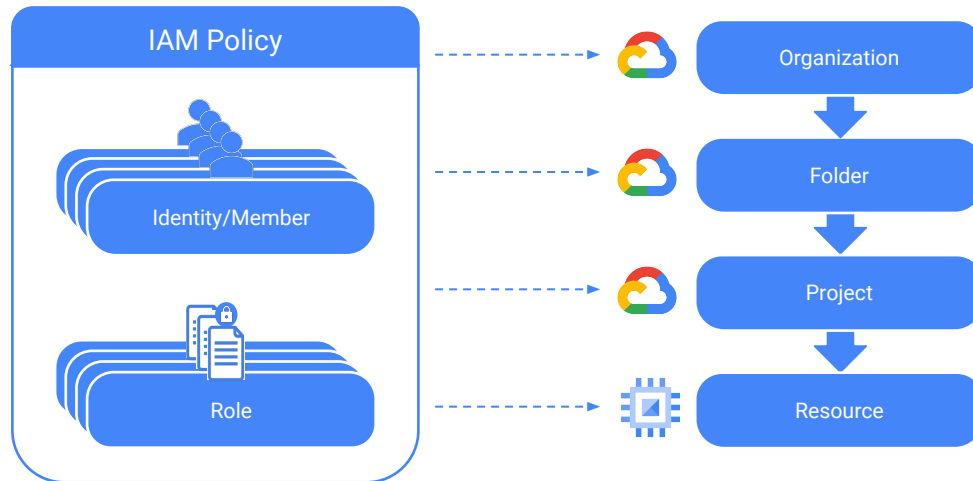 IAM Policy
Identity/Member
Role
Organization
Folder
Project
Resource